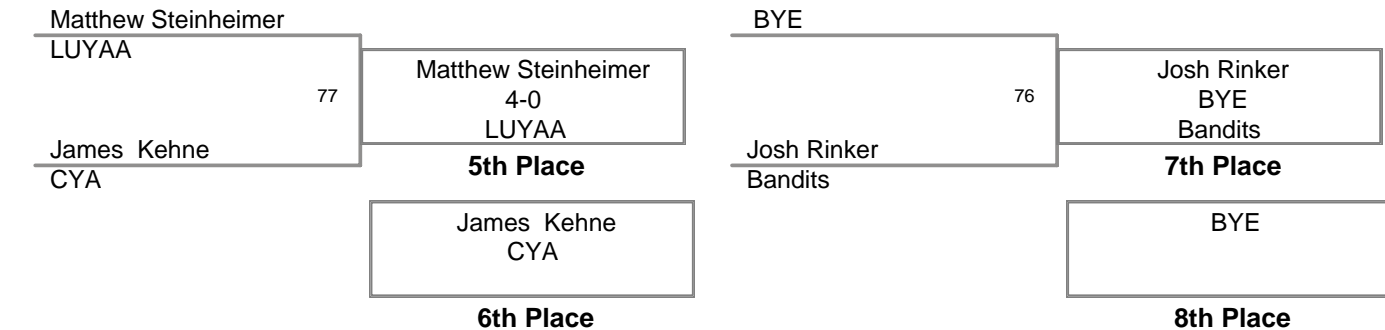 Matthew Steinheimer
LUYAA
77
James  Kehne
CYA
Matthew Steinheimer
4-0
LUYAA
5th Place
James  Kehne
CYA
6th Place
BYE
76
Josh Rinker
Bandits
Josh Rinker
BYE
Bandits
7th Place
BYE
8th Place